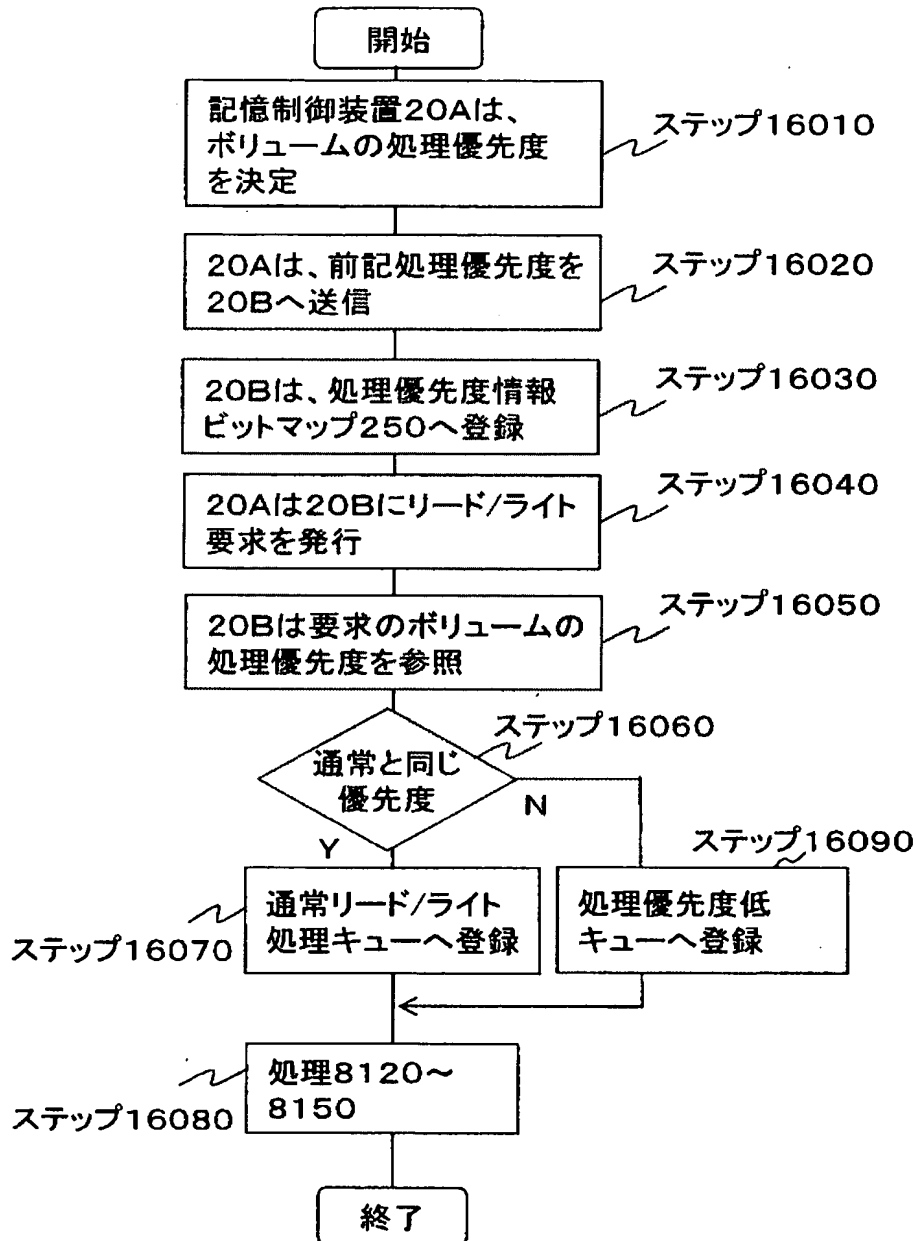 開始
記憶制御装置20Aは、
ボリュームの処理優先度
を決定
ステップ16010
20Aは、前記処理優先度を
20Bへ送信
ステップ16020
20Bは、処理優先度情報
ビットマップ250へ登録
ステップ16030
20Aは20Bにリード/ライト
要求を発行
ステップ16040
20Bは要求のボリュームの
処理優先度を参照
ステップ16050
通常と同じ
優先度
ステップ16060
Y
N
通常リード/ライト
処理キューへ登録
ステップ16070
ステップ16090
処理優先度低
キューへ登録
処理8120～
8150
ステップ16080
終了